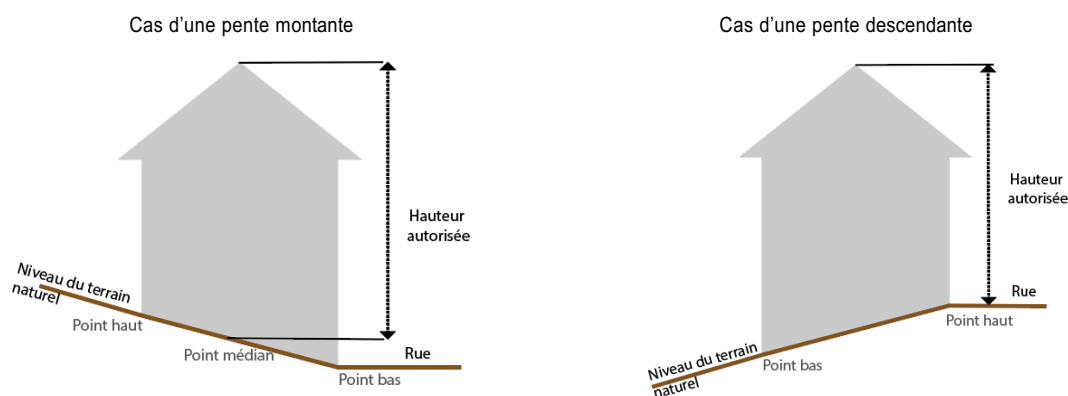 Cas d’une pente montante
Hauteur
autorisée
Niveau du terrain
naturel
Point haut
Point médian
Rue
Point bas
Cas d’une pente descendante
Hauteur
autorisée
Rue
Point haut
Niveau du terrain
naturel
Point bas